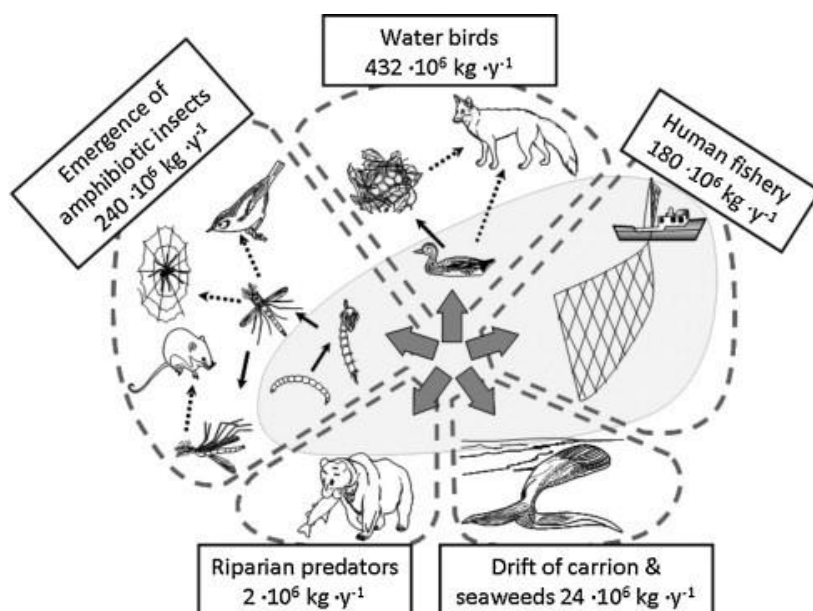 Water birds
432 ·10⁶ kg ·y⁻¹
Emergence of
amphibiotic insects
240 ·10⁶ kg ·y⁻¹
Human fishery
180 ·10⁶ kg ·y⁻¹
Riparian predators
2 ·10⁶ kg ·y⁻¹
Drift of carrion &
seaweeds 24 ·10⁶ kg ·y⁻¹